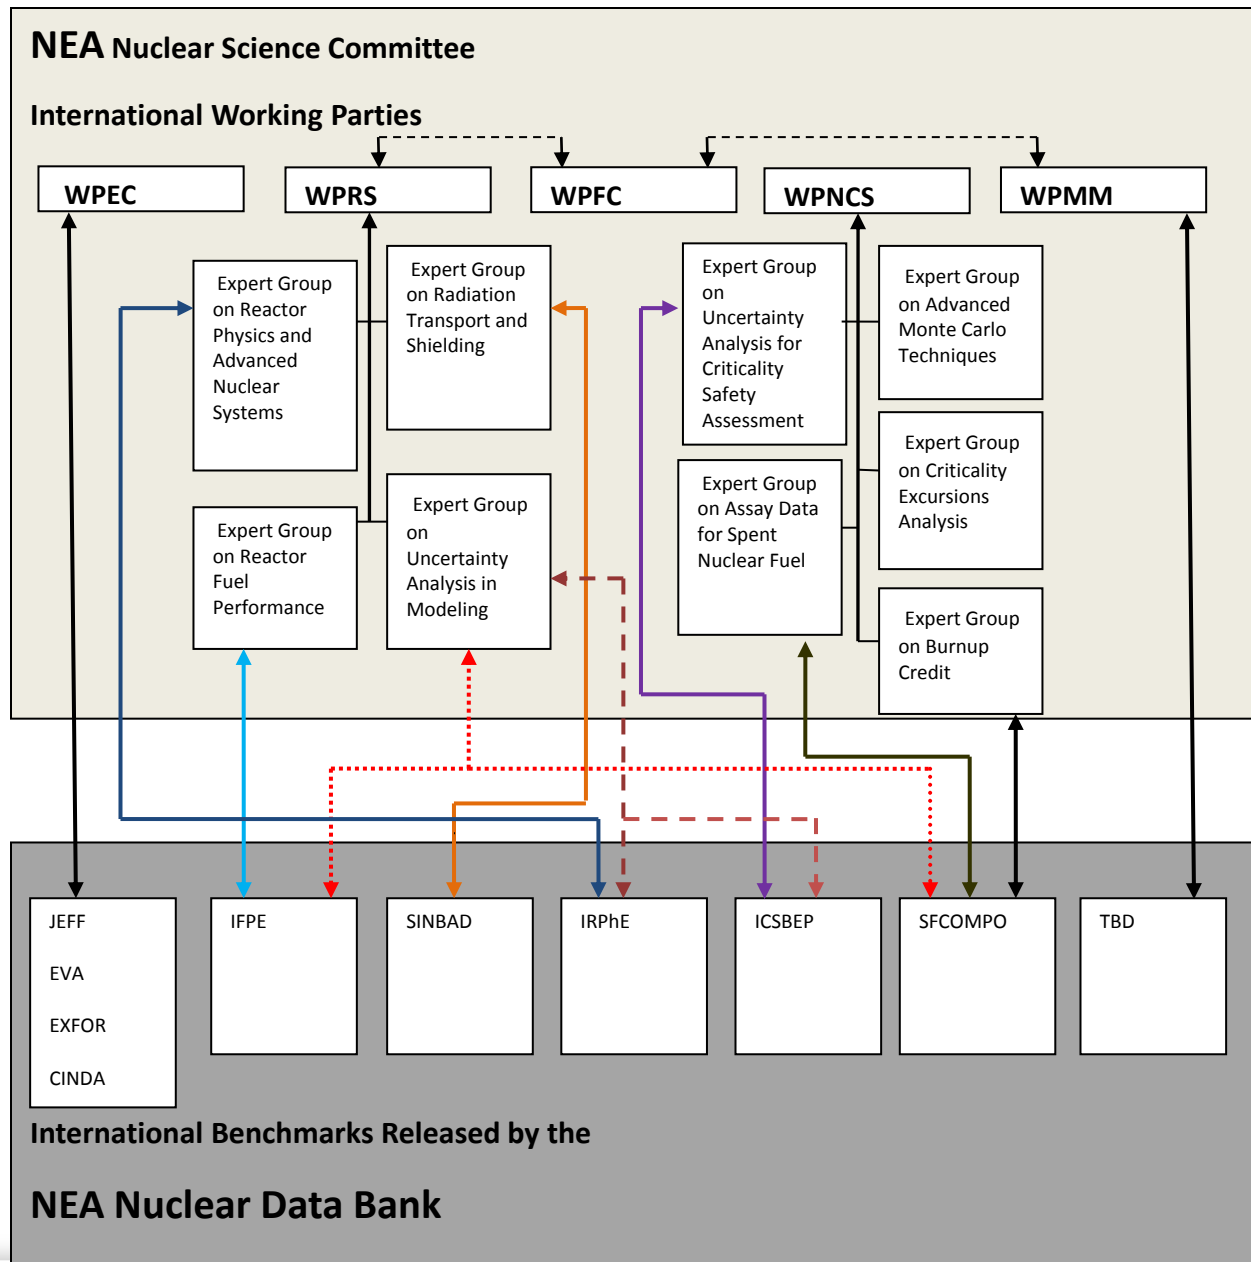 NEA Nuclear Science Committee
International Working Parties
WPEC
WPRS
WPFC
WPNCS
WPMM
Expert Group
on Reactor
Physics and
Advanced
Nuclear
Systems
Expert Group
on Radiation
Transport and
Shielding
Expert Group
on
Uncertainty
Analysis for
Criticality
Safety
Assessment
Expert Group
on Advanced
Monte Carlo
Techniques
Expert Group
on Reactor
Fuel
Performance
Expert Group
on
Uncertainty
Analysis in
Modeling
Expert Group
on Assay Data
for Spent
Nuclear Fuel
Expert Group
on Criticality
Excursions
Analysis
Expert Group
on Burnup
Credit
JEFF
EVA
EXFOR
CINDA
IFPE
SINBAD
IRPhE
ICSBEP
SFCOMPO
TBD
International Benchmarks Released by the
NEA Nuclear Data Bank